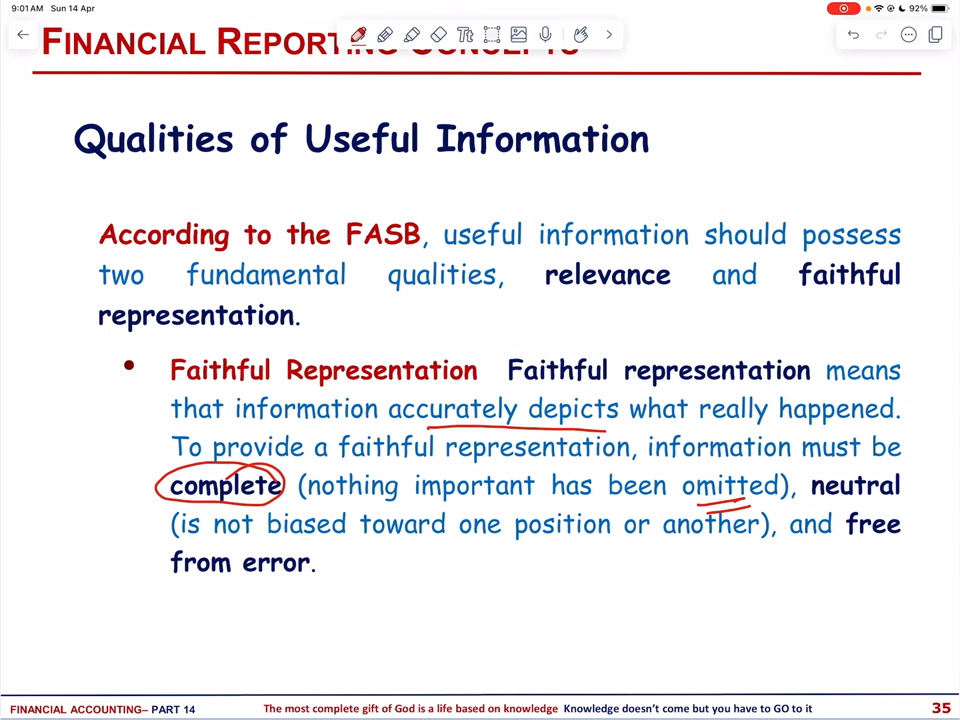 9:01 AM Sun 14 Apr
92%
FINANCIAL REPORTING CONCEPTS
Qualities of Useful Information
According to the FASB, useful information should possess
two fundamental qualities, relevance and faithful
representation.
• Faithful Representation Faithful representation means
that information accurately depicts what really happened.
To provide a faithful representation, information must be
complete (nothing important has been omitted), neutral
(is not biased toward one position or another), and free
from error.
FINANCIAL ACCOUNTING– PART 14
The most complete gift of God is a life based on knowledge Knowledge doesn't come but you have to GO to it
35